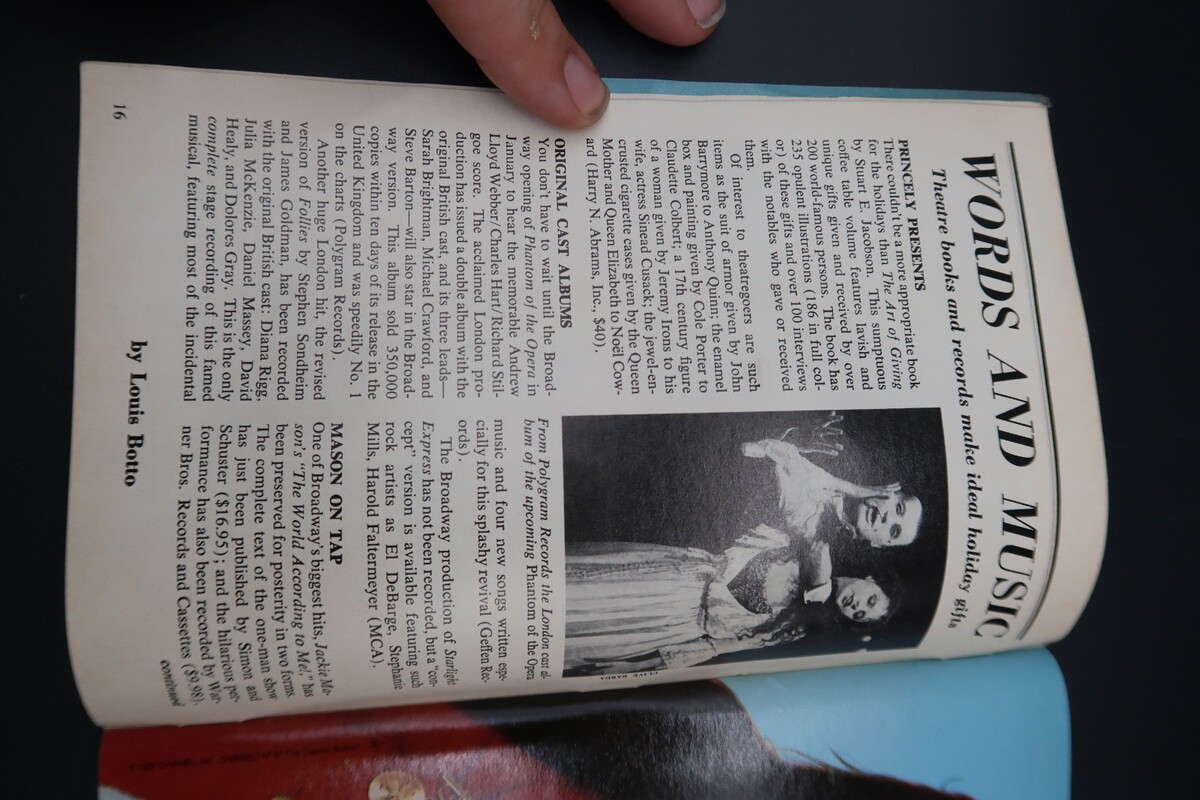 WORDS AND MUSIC
Theatre books and records make ideal holiday gifts
PRINCELY PRESENTS
There couldn't be a more appropriate book
for the holidays than The Art of Giving
by Stuart E. Jacobson. This sumptuous
coffee table volume features lavish and
unique gifts given and received by over
200 world-famous persons. The book has
235 opulent illustrations (186 in full col-
or) of these gifts and over 100 interviews
with the notables who gave or received
them.
Of interest to theatregoers are such
items as the suit of armor given by John
Barrymore to Anthony Quinn; the enamel
box and painting given by Cole Porter to
Claudette Colbert; a 17th century figure
of a woman given by Jeremy Irons to his
wife, actress Sinead Cusack; the jewel-en-
crusted cigarette cases given by the Queen
Mother and Queen Elizabeth to Noël Cow-
ard (Harry N. Abrams, Inc., $40).
ORIGINAL CAST ALBUMS
You don't have to wait until the Broad-
way opening of Phantom of the Opera in
January to hear the memorable Andrew
Lloyd Webber/Charles Hart/Richard Stil-
goe score. The acclaimed London pro-
duction has issued a double album with the
original British cast, and its three leads—
Sarah Brightman, Michael Crawford, and
Steve Barton—will also star in the Broad-
way version. This album sold 350,000
copies within ten days of its release in the
United Kingdom and was speedily No. 1
on the charts (Polygram Records).
Another huge London hit, the revised
version of Follies by Stephen Sondheim
and James Goldman, has been recorded
with the original British cast: Diana Rigg,
Julia McKenzie, Daniel Massey, David
Healy, and Dolores Gray. This is the only
complete stage recording of this famed
musical, featuring most of the incidental
CLIVE BARDA
From Polygram Records the London cast al-
bum of the upcoming Phantom of the Opera
music and four new songs written espe-
cially for this splashy revival (Geffen Rec-
ords).
The Broadway production of Starlight
Express has not been recorded, but a "con-
cept" version is available featuring such
rock artists as El DeBarge, Stephanie
Mills, Harold Faltermeyer (MCA).
MASON ON TAP
One of Broadway's biggest hits, Jackie Ma-
son's "The World According to Me!," has
been preserved for posterity in two forms.
The complete text of the one-man show
has just been published by Simon and
Schuster ($16.95); and the hilarious per-
formance has also been recorded by War-
ner Bros. Records and Cassettes ($9.98).
continued
by Louis Botto
16